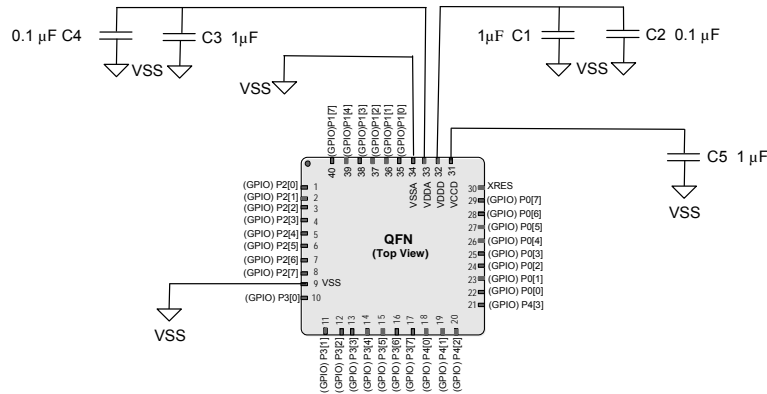 0.1 µF C4
C3 1µF
1µF C1
C2 0.1 µF
VSS
VSS
VSS
C5 1 µF
VSS
(GPIO)P1[7]
(GPIO)P1[4]
(GPIO)P1[3]
(GPIO)P1[2]
(GPIO)P1[1]
(GPIO)P1[0]
40
39
38
37
36
35
34
33
32
31
VSSA
VDDA
VDDD
VCCD
(GPIO) P2[0] 1
(GPIO) P2[1] 2
(GPIO) P2[2] 3
(GPIO) P2[3] 4
(GPIO) P2[4] 5
(GPIO) P2[5] 6
(GPIO) P2[6] 7
(GPIO) P2[7] 8
9 VSS
(GPIO) P3[0] 10
VSS
QFN
(Top View)
30 XRES
29 (GPIO) P0[7]
28 (GPIO) P0[6]
27 (GPIO) P0[5]
26 (GPIO) P0[4]
25 (GPIO) P0[3]
24 (GPIO) P0[2]
23 (GPIO) P0[1]
22 (GPIO) P0[0]
21 (GPIO) P4[3]
11
12
13
14
15
16
17
18
19
20
(GPIO) P3[1]
(GPIO) P3[2]
(GPIO) P3[3]
(GPIO) P3[4]
(GPIO) P3[5]
(GPIO) P3[6]
(GPIO) P3[7]
(GPIO) P4[0]
(GPIO) P4[1]
(GPIO) P4[2]